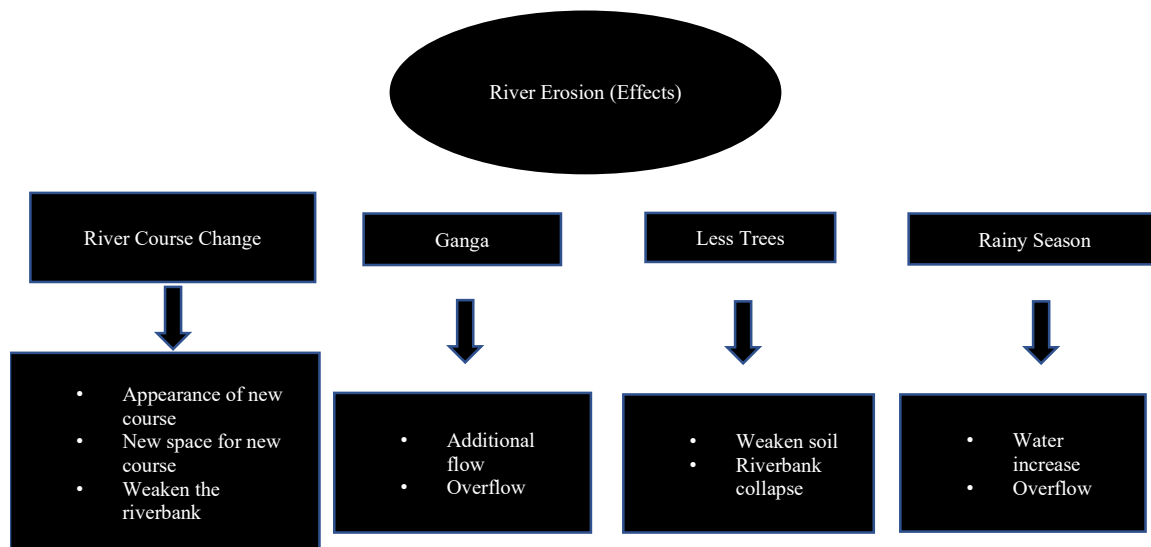 River Erosion (Effects)
River Course Change
Ganga
Less Trees
Rainy Season
• Appearance of new
course
• New space for new
course
• Weaken the
riverbank
• Additional
flow
• Overflow
• Weaken soil
• Riverbank
collapse
• Water
increase
• Overflow